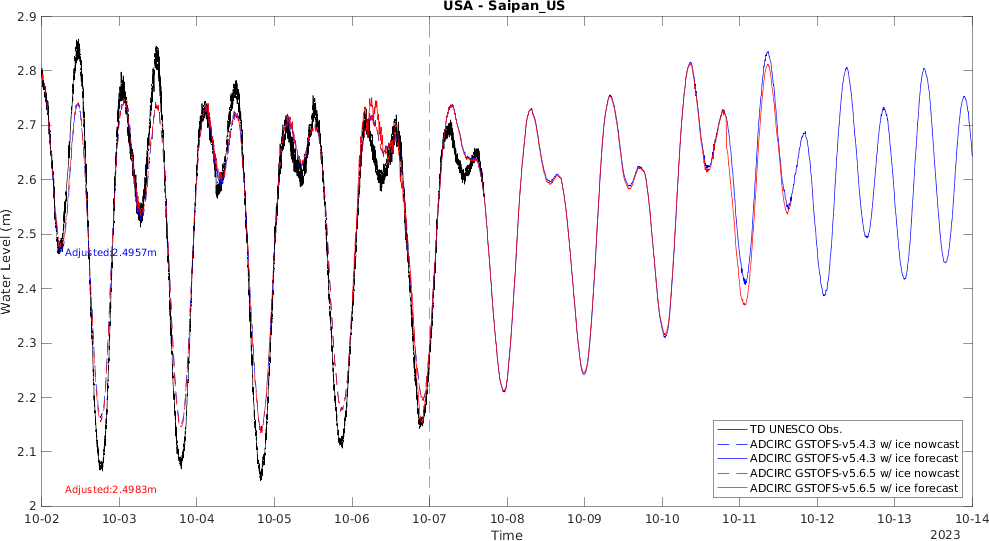 USA - Saipan_US
2.9
2.8
2.7
2.6
2.5
2.4
2.3
2.2
2.1
2
Water Level (m)
Adjusted:2.4957m
Adjusted:2.4983m
TD UNESCO Obs.
ADCIRC GSTOFS-v5.4.3 w/ ice nowcast
ADCIRC GSTOFS-v5.4.3 w/ ice forecast
ADCIRC GSTOFS-v5.6.5 w/ ice nowcast
ADCIRC GSTOFS-v5.6.5 w/ ice forecast
10-02 10-03 10-04 10-05 10-06 10-07 10-08 10-09 10-10 10-11 10-12 10-13 10-14
Time
2023